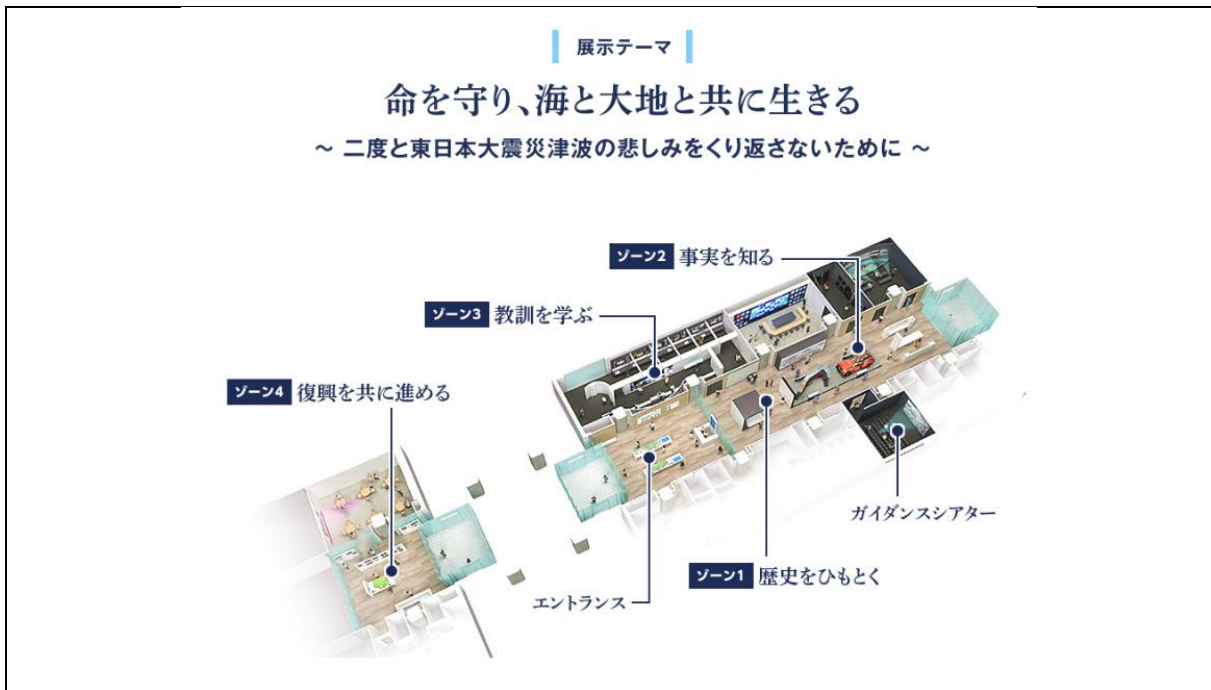 展示テーマ
命を守り、海と大地と共に生きる
～ 二度と東日本大震災津波の悲しみをくり返さないために ～
ゾーン2 事実を知る
ゾーン3 教訓を学ぶ
ゾーン4 復興を共に進める
ガイダンスシアター
ゾーン1 歴史をひもとく
エントランス